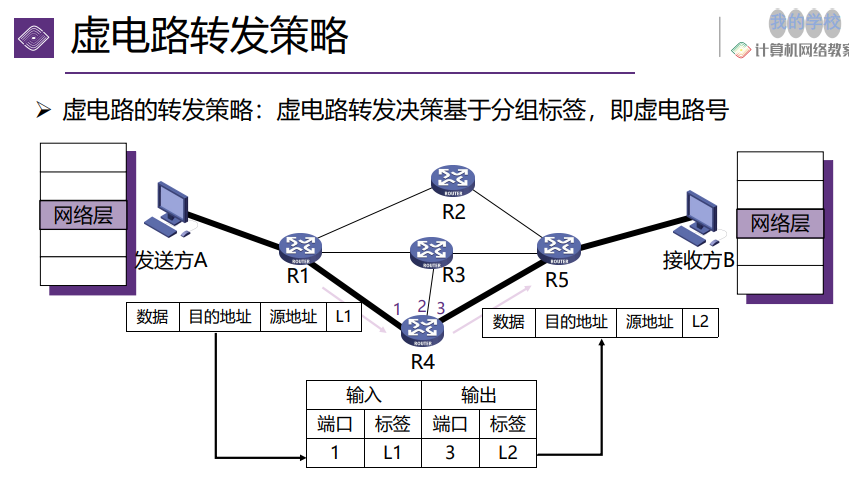 虚电路转发策略
我的学校
计算机网络教案
虚电路的转发策略：虚电路转发决策基于分组标签，即虚电路号
网络层
发送方A
R1
R2
R3
R4
R5
ROUTER
ROUTER
ROUTER
ROUTER
ROUTER
接收方B
网络层
1 2 3
数据 目的地址 源地址 L1
数据 目的地址 源地址 L2
输入 输出
端口 标签 端口 标签
1 L1 3 L2